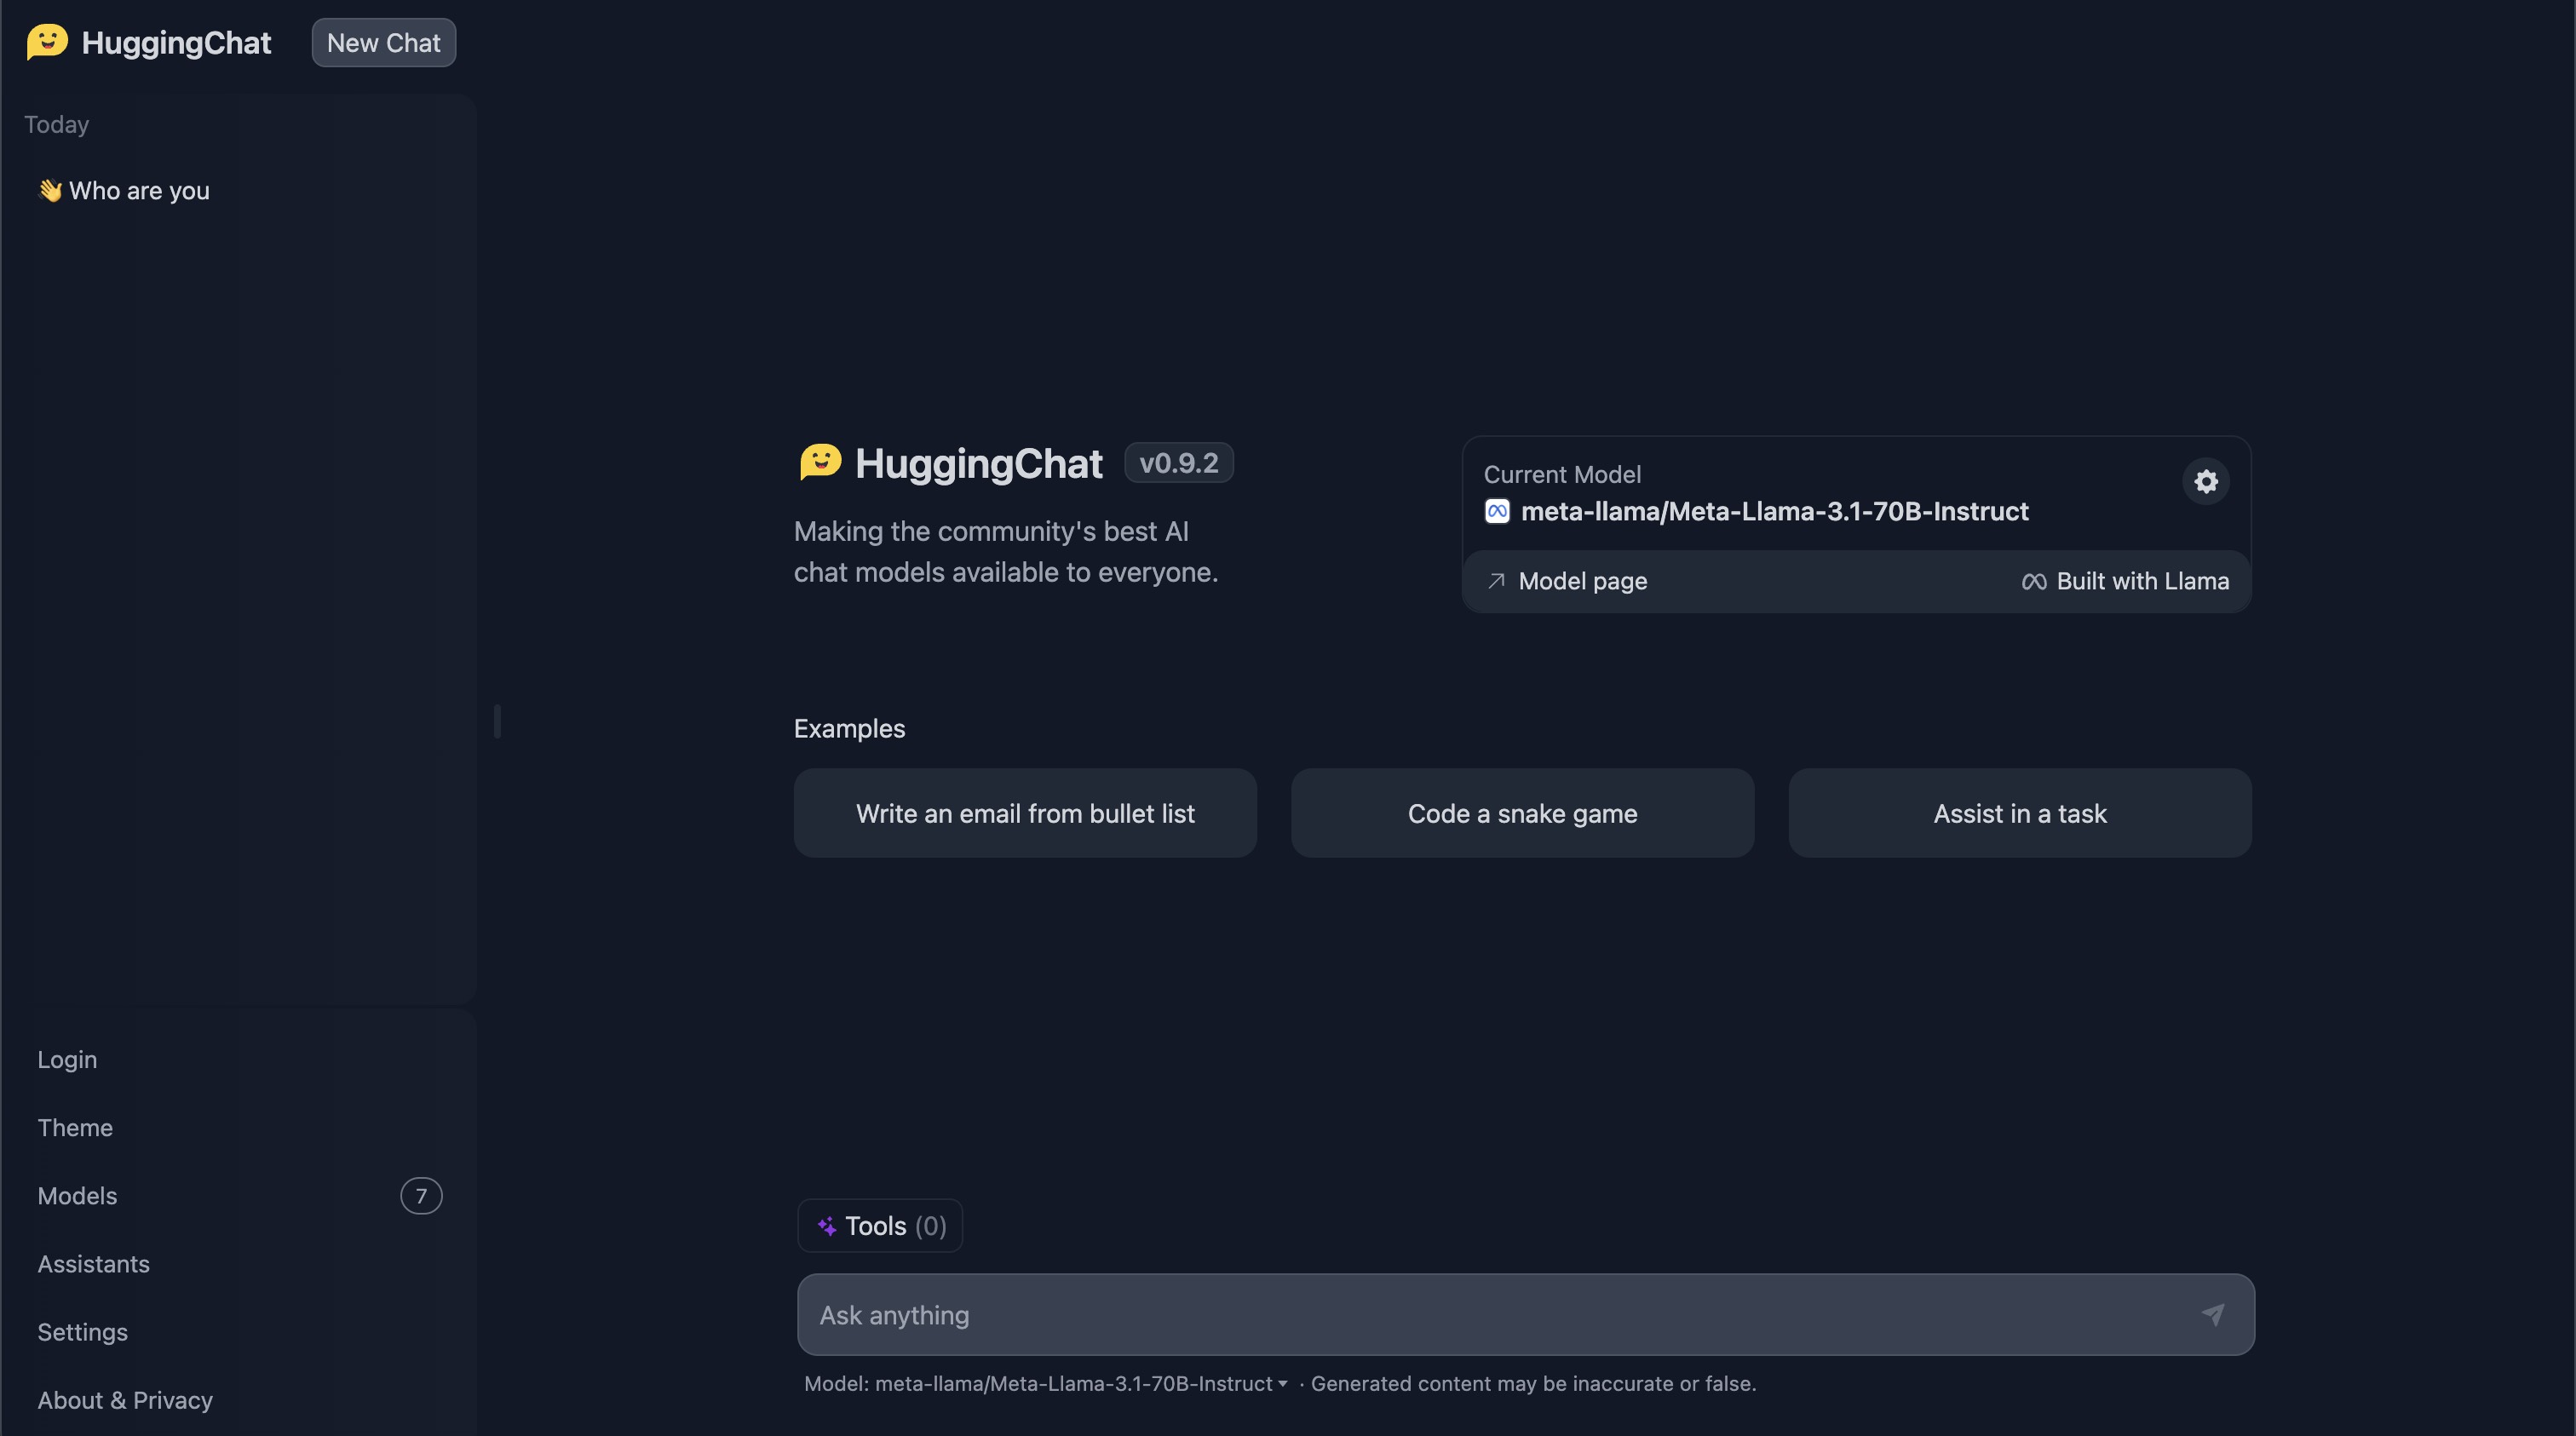 HuggingChat
New Chat
Today
👋 Who are you
Login
Theme
Models 7
Assistants
Settings
About & Privacy
HuggingChat v0.9.2
Making the community's best AI
chat models available to everyone.
Current Model
meta-llama/Meta-Llama-3.1-70B-Instruct
Model page
Built with Llama
Examples
Write an email from bullet list
Code a snake game
Assist in a task
Tools (0)
Ask anything
Model: meta-llama/Meta-Llama-3.1-70B-Instruct · Generated content may be inaccurate or false.